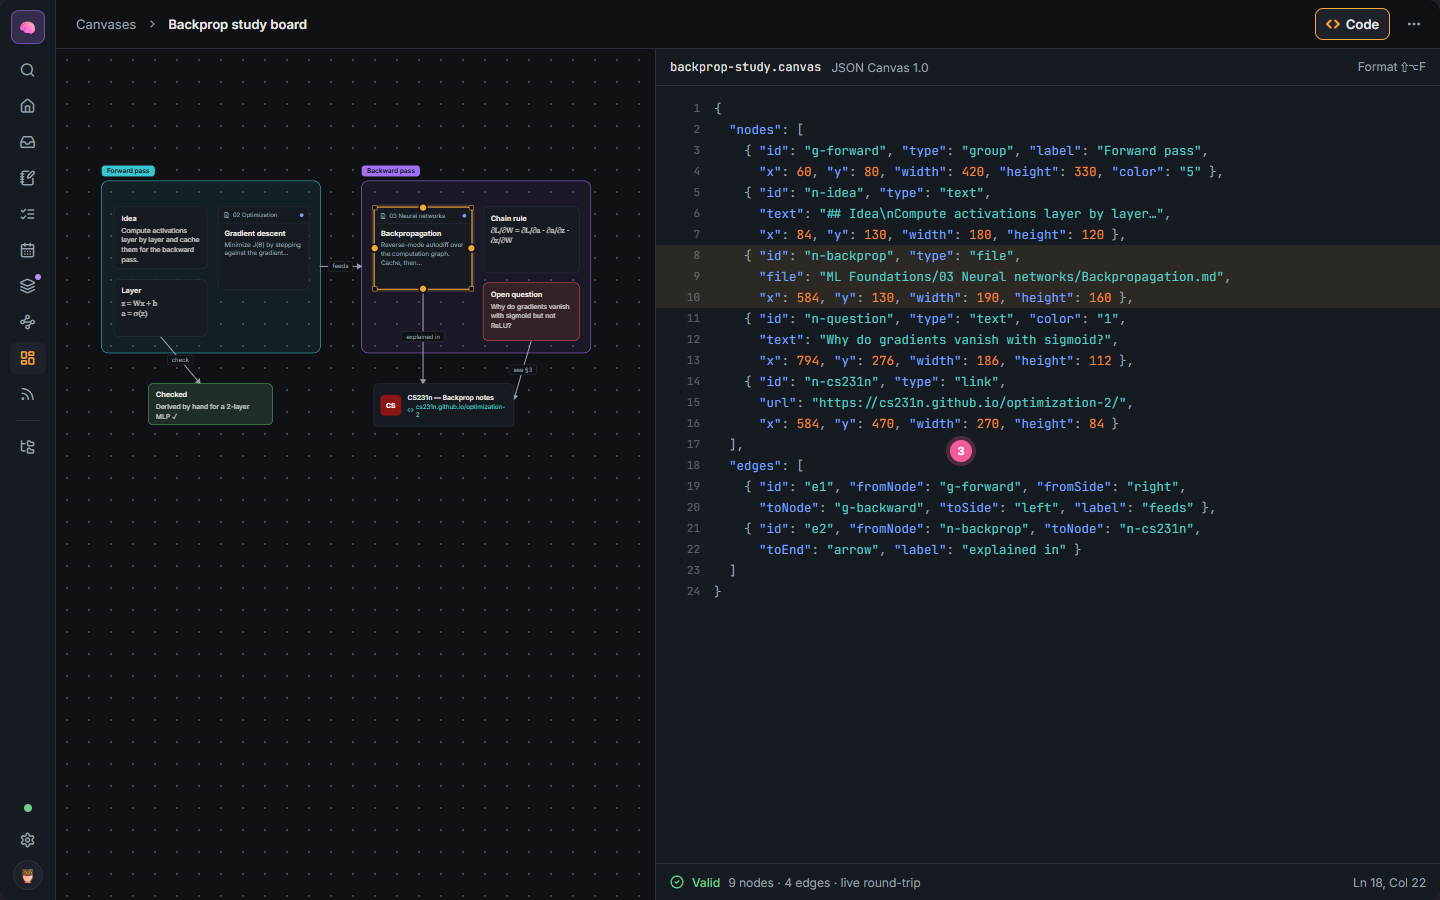 Canvases > Backprop study board
Code
backprop-study.canvas JSON Canvas 1.0
Format ⇧⌥F
Forward pass
Idea
Compute activations
layer by layer and cache
them for the backward
pass.
Layer
z = Wx + b
a = σ(z)
02 Optimization
Gradient descent
Minimize J(θ) by stepping
against the gradient…
feeds
Backward pass
03 Neural networks
Backpropagation
Reverse-mode autodiff over
the computation graph.
Cache, then…
Chain rule
∂L/∂W = ∂L/∂a · ∂a/∂z ·
∂z/∂W
Open question
Why do gradients vanish
with sigmoid but not
ReLU?
explained in
check
see §3
Checked
Derived by hand for a 2-layer
MLP ✓
CS
CS231n — Backprop notes
cs231n.github.io/optimization-
2
1 {
2 "nodes": [
3 { "id": "g-forward", "type": "group", "label": "Forward pass",
4 "x": 60, "y": 80, "width": 420, "height": 330, "color": "5" },
5 { "id": "n-idea", "type": "text",
6 "text": "## Idea\nCompute activations layer by layer…",
7 "x": 84, "y": 130, "width": 180, "height": 120 },
8 { "id": "n-backprop", "type": "file",
9 "file": "ML Foundations/03 Neural networks/Backpropagation.md",
10 "x": 584, "y": 130, "width": 190, "height": 160 },
11 { "id": "n-question", "type": "text", "color": "1",
12 "text": "Why do gradients vanish with sigmoid?",
13 "x": 794, "y": 276, "width": 186, "height": 112 },
14 { "id": "n-cs231n", "type": "link",
15 "url": "https://cs231n.github.io/optimization-2/",
16 "x": 584, "y": 470, "width": 270, "height": 84 }
17 ],
3
18 "edges": [
19 { "id": "e1", "fromNode": "g-forward", "fromSide": "right",
20 "toNode": "g-backward", "toSide": "left", "label": "feeds" },
21 { "id": "e2", "fromNode": "n-backprop", "toNode": "n-cs231n",
22 "toEnd": "arrow", "label": "explained in" }
23 ]
24 }
Valid 9 nodes · 4 edges · live round-trip
Ln 18, Col 22